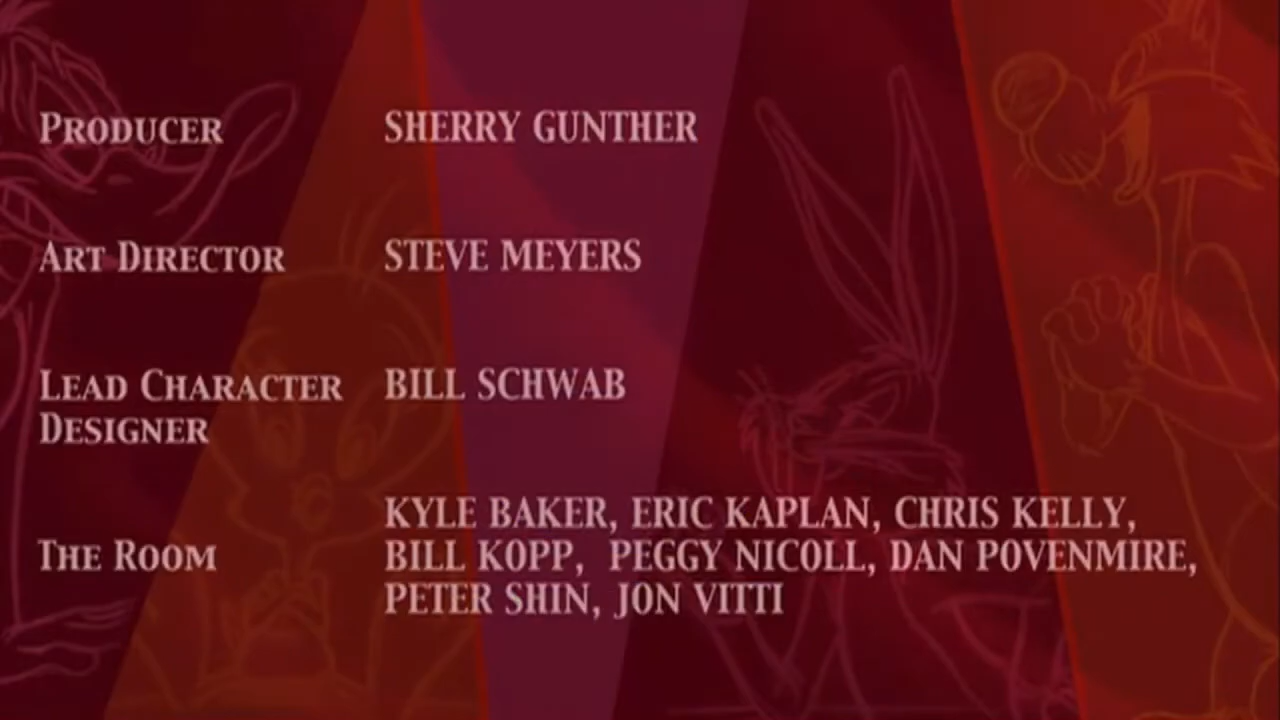 PRODUCER SHERRY GUNTHER
ART DIRECTOR STEVE MEYERS
LEAD CHARACTER DESIGNER BILL SCHWAB
THE ROOM KYLE BAKER, ERIC KAPLAN, CHRIS KELLY,
BILL KOPP, PEGGY NICOLL, DAN POVENMIRE,
PETER SHIN, JON VITTI